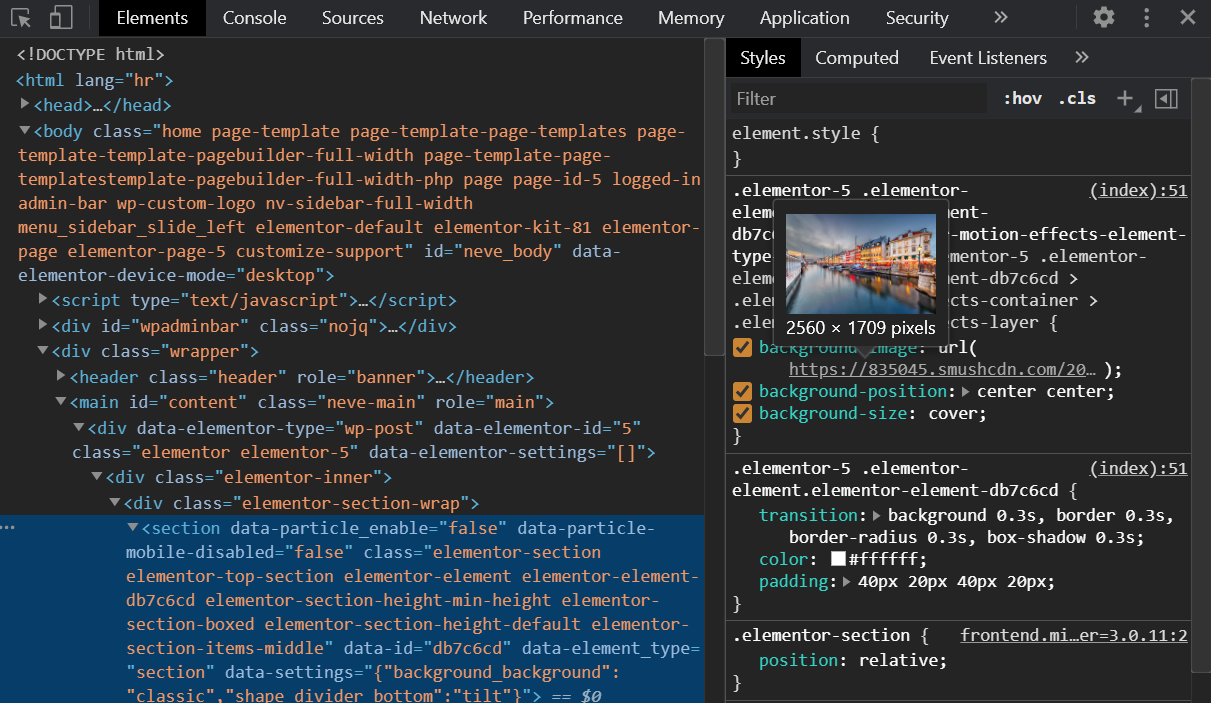 Elements Console Sources Network Performance Memory Application Security »
<!DOCTYPE html>
<html lang="hr">
<head>…</head>
<body class="home page-template page-template-page-templates page-
template-template-pagebuilder-full-width page-template-page-
templatestemplate-pagebuilder-full-width-php page page-id-5 logged-in
admin-bar wp-custom-logo nv-sidebar-full-width
menu_sidebar_slide_left elementor-default elementor-kit-81 elementor-
page elementor-page-5 customize-support" id="neve_body" data-
elementor-device-mode="desktop">
<script type="text/javascript">…</script>
<div id="wpadminbar" class="nojq">…</div>
<div class="wrapper">
<header class="header" role="banner">…</header>
<main id="content" class="neve-main" role="main">
<div data-elementor-type="wp-post" data-elementor-id="5"
class="elementor elementor-5" data-elementor-settings="[]">
<div class="elementor-inner">
<div class="elementor-section-wrap">
… <section data-particle_enable="false" data-particle-
mobile-disabled="false" class="elementor-section
elementor-top-section elementor-element elementor-element-
db7c6cd elementor-section-height-min-height elementor-
section-boxed elementor-section-height-default elementor-
section-items-middle" data-id="db7c6cd" data-element_type=
"section" data-settings="{"background_background":
"classic","shape_divider_bottom":"tilt"}"> == $0
Styles Computed Event Listeners »
Filter :hov .cls +
element.style {
}
.elementor-5 .elementor- (index):51
eleme ent-
db7c -motion-effects-element-
type ementor-5 .elementor-
eleme ement-db7c6cd >
.ele ects-container >
.ele ects-layer {
2560 × 1709 pixels
background-image: url(
https://835045.smushcdn.com/20… );
background-position: center center;
background-size: cover;
}
.elementor-5 .elementor- (index):51
element.elementor-element-db7c6cd {
transition: background 0.3s, border 0.3s,
border-radius 0.3s, box-shadow 0.3s;
color: #ffffff;
padding: 40px 20px 40px 20px;
}
.elementor-section { frontend.mi…er=3.0.11:2
position: relative;
}